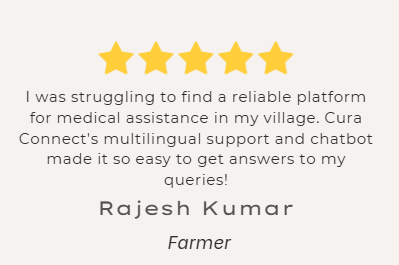 I was struggling to find a reliable platform
for medical assistance in my village. Cura
Connect's multilingual support and chatbot
made it so easy to get answers to my
queries!
Rajesh Kumar
Farmer